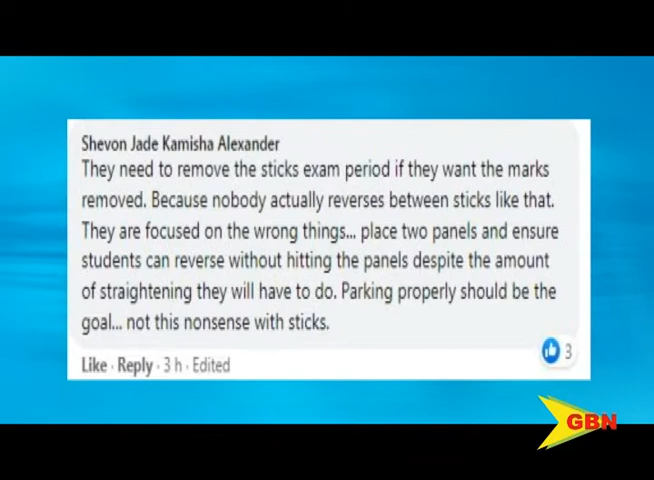 Shevon Jade Kamisha Alexander
They need to remove the sticks exam period if they want the marks
removed. Because nobody actually reverses between sticks like that.
They are focused on the wrong things... place two panels and ensure
students can reverse without hitting the panels despite the amount
of straightening they will have to do. Parking properly should be the
goal... not this nonsense with sticks.
3
Like · Reply · 3 h · Edited
GBN